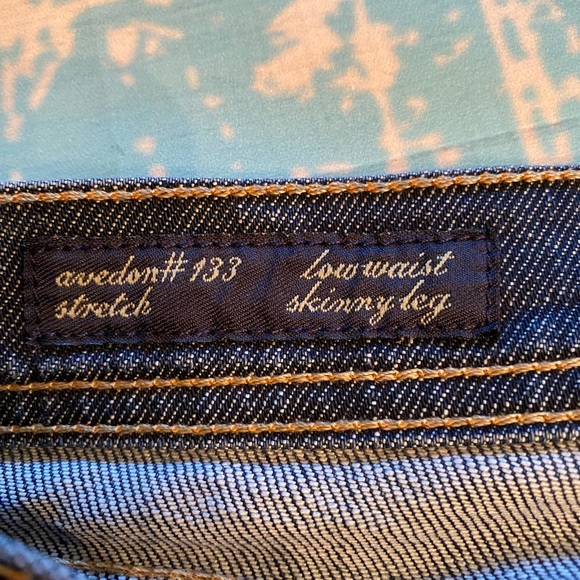 avedon# 133
stretch
low waist
skinny leg